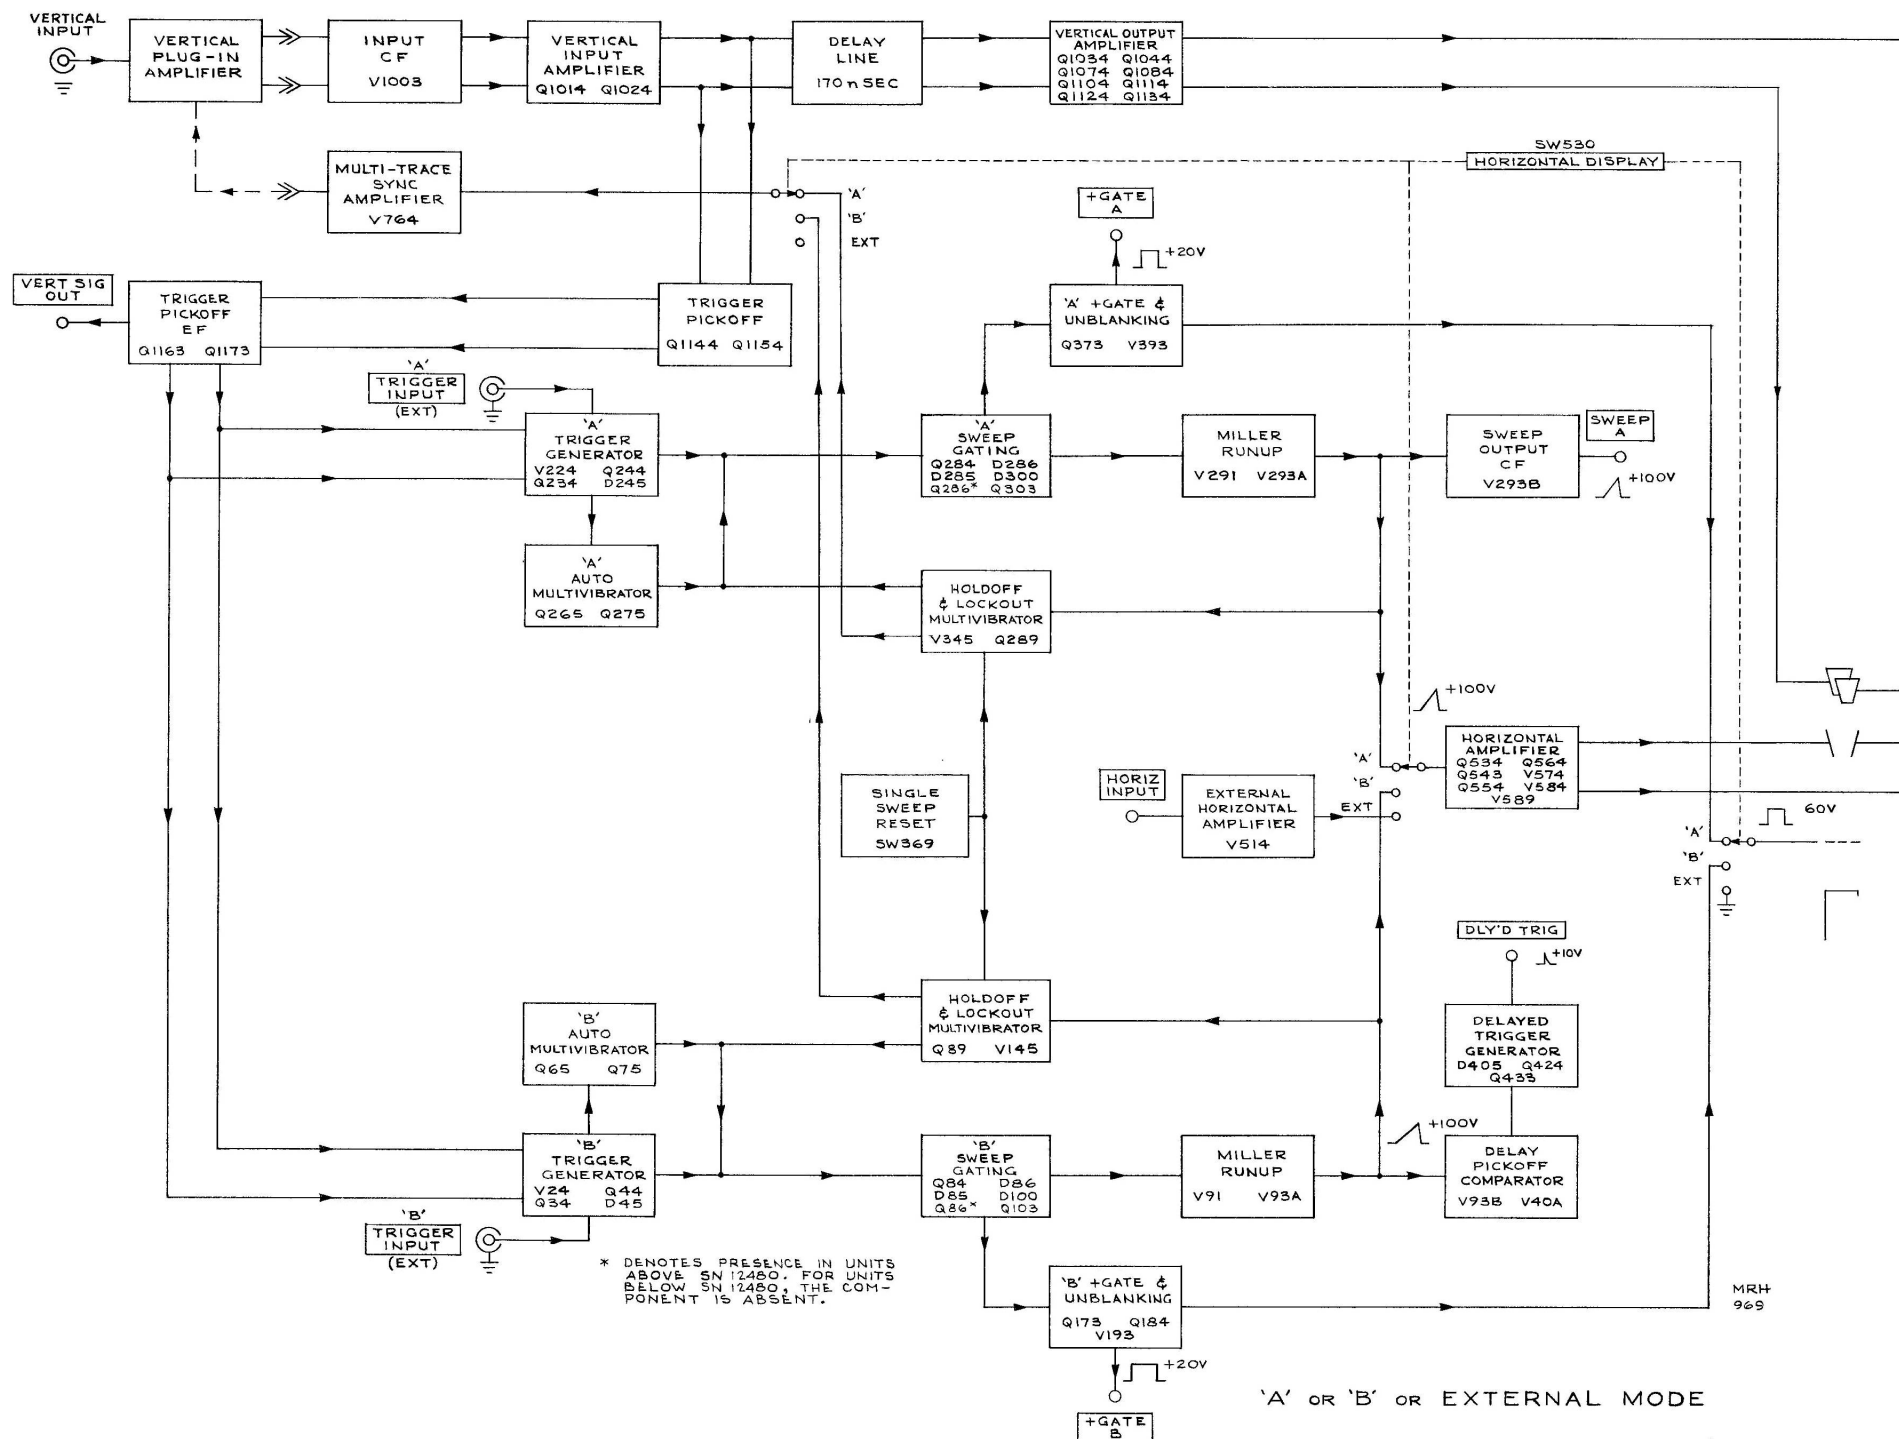 VERTICAL
INPUT
VERTICAL
PLUG-IN
AMPLIFIER
INPUT
CF
V1003
VERTICAL
INPUT
AMPLIFIER
Q1014 Q1024
DELAY
LINE
170 n SEC
VERTICAL OUTPUT
AMPLIFIER
Q1034 Q1044
Q1074 Q1084
Q1104 Q1114
Q1124 Q1134
MULTI-TRACE
SYNC
AMPLIFIER
V764
'A'
'B'
EXT
SW530
HORIZONTAL DISPLAY
+GATE
A
+20V
VERT SIG
OUT
TRIGGER
PICKOFF
EF
Q1163 Q1173
TRIGGER
PICKOFF
Q1144 Q1154
'A' +GATE &
UNBLANKING
Q373 V393
'A'
TRIGGER
INPUT
(EXT)
'A'
TRIGGER
GENERATOR
V224 Q244
Q234 D245
'A'
SWEEP
GATING
Q284 D286
D285 D300
Q286* Q303
MILLER
RUNUP
V291 V293A
SWEEP
OUTPUT
CF
V293B
SWEEP
A
+100V
'A'
AUTO
MULTIVIBRATOR
Q265 Q275
HOLDOFF
& LOCKOUT
MULTIVIBRATOR
V345 Q289
+100V
SINGLE
SWEEP
RESET
SW369
HORIZ
INPUT
EXTERNAL
HORIZONTAL
AMPLIFIER
V514
'A'
'B'
EXT
HORIZONTAL
AMPLIFIER
Q534 Q564
Q543 V574
Q554 V584
V589
60V
'A'
'B'
EXT
DLY'D TRIG
+10V
'B'
AUTO
MULTIVIBRATOR
Q65 Q75
HOLDOFF
& LOCKOUT
MULTIVIBRATOR
Q89 V145
DELAYED
TRIGGER
GENERATOR
D405 Q424
Q433
'B'
TRIGGER
GENERATOR
V24 Q44
Q34 D45
'B'
SWEEP
GATING
Q84 D86
D85 D100
Q86* Q103
MILLER
RUNUP
V91 V93A
+100V
DELAY
PICKOFF
COMPARATOR
V93B V40A
'B'
TRIGGER
INPUT
(EXT)
* DENOTES PRESENCE IN UNITS
ABOVE SN 12480. FOR UNITS
BELOW SN 12480, THE COM-
PONENT IS ABSENT.
'B' +GATE &
UNBLANKING
Q173 Q184
V193
+20V
+GATE
B
MRH
969
'A' OR 'B' OR EXTERNAL MODE